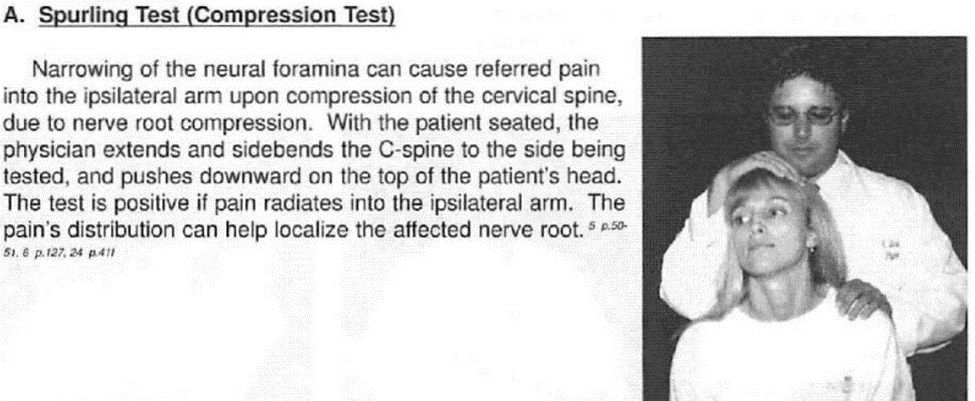 A. Spurling Test (Compression Test)
Narrowing of the neural foramina can cause referred pain
into the ipsilateral arm upon compression of the cervical spine,
due to nerve root compression. With the patient seated, the
physician extends and sidebends the C-spine to the side being
tested, and pushes downward on the top of the patient's head.
The test is positive if pain radiates into the ipsilateral arm. The
pain's distribution can help localize the affected nerve root. 5 p.50-
51, 6 p.127, 24 p.411